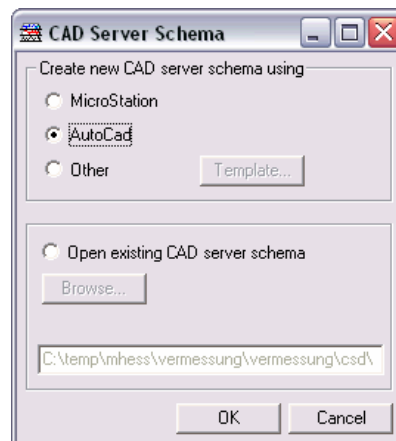 CAD Server Schema
Create new CAD server schema using
MicroStation
AutoCad
Other
Template...
Open existing CAD server schema
Browse...
C:\temp\mhess\vermessung\vermessung\csd\
OK
Cancel